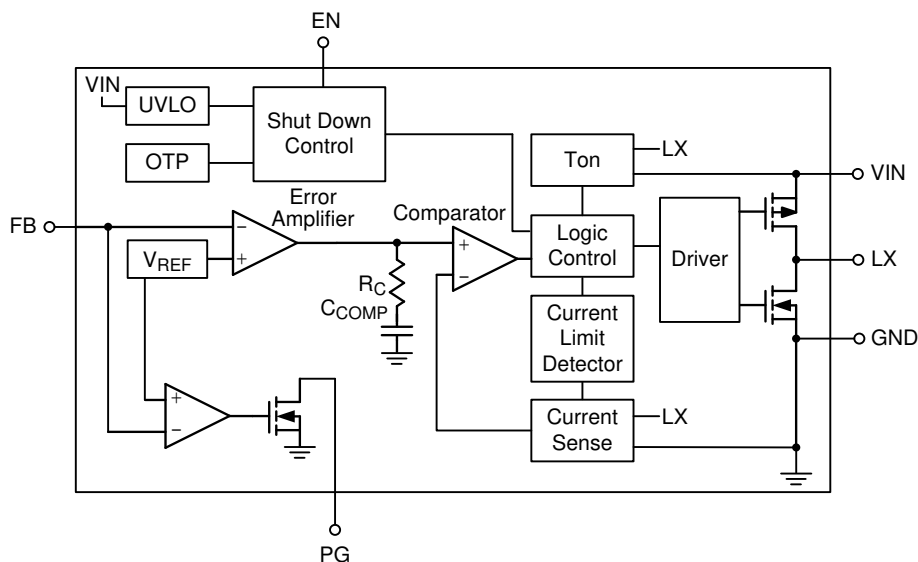 EN
VIN
UVLO
Shut Down
Control
OTP
Ton
LX
VIN
Error
Amplifier
Comparator
FB
−
+
VREF
+
−
Logic
Control
Driver
LX
RC
CCOMP
Current
Limit
Detector
GND
+
−
Current
Sense
LX
PG